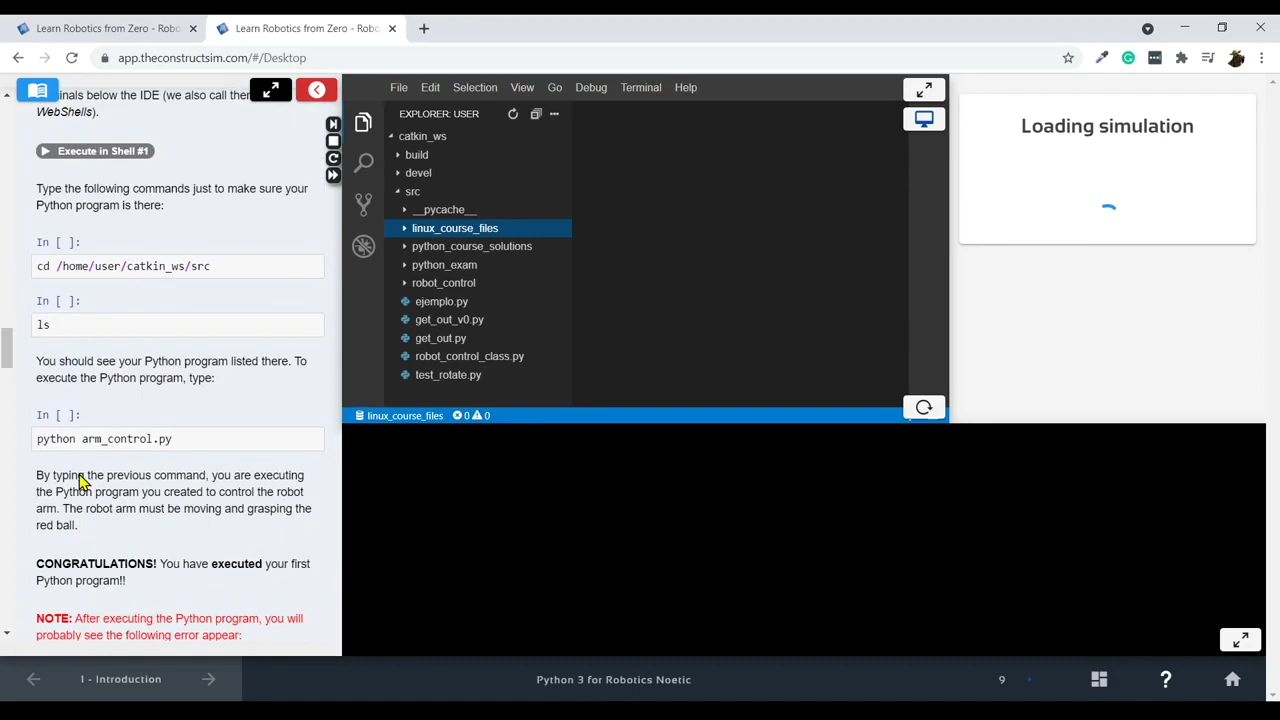 Learn Robotics from Zero - Robo
Learn Robotics from Zero - Robo
app.theconstructsim.com/#/Desktop
inals below the IDE (we also call then
WebShells).
Execute in Shell #1
Type the following commands just to make sure your
Python program is there:
In [ ]:
cd /home/user/catkin_ws/src
In [ ]:
ls
You should see your Python program listed there. To
execute the Python program, type:
In [ ]:
python arm_control.py
By typing the previous command, you are executing
the Python program you created to control the robot
arm. The robot arm must be moving and grasping the
red ball.
CONGRATULATIONS! You have executed your first
Python program!!
NOTE: After executing the Python program, you will
probably see the following error appear:
File Edit Selection View Go Debug Terminal Help
EXPLORER: USER
catkin_ws
build
devel
src
__pycache__
linux_course_files
python_course_solutions
python_exam
robot_control
ejemplo.py
get_out_v0.py
get_out.py
robot_control_class.py
test_rotate.py
linux_course_files 0 0
Loading simulation
1 - Introduction
Python 3 for Robotics Noetic
9
?